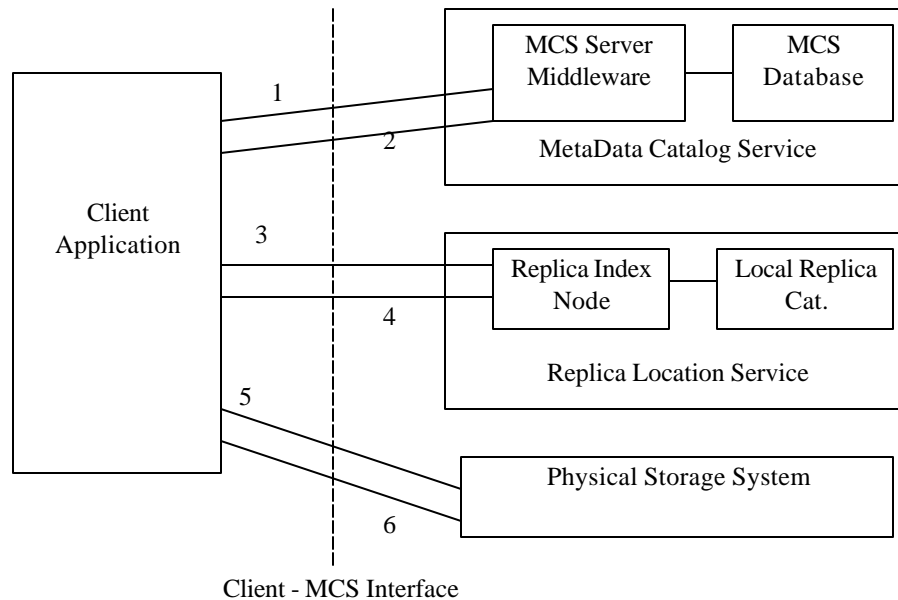 MCS Server
Middleware
MCS
Database
1
2
MetaData Catalog Service
Client
Application
3
Replica Index
Node
Local Replica
Cat.
4
Replica Location Service
5
Physical Storage System
6
Client - MCS Interface